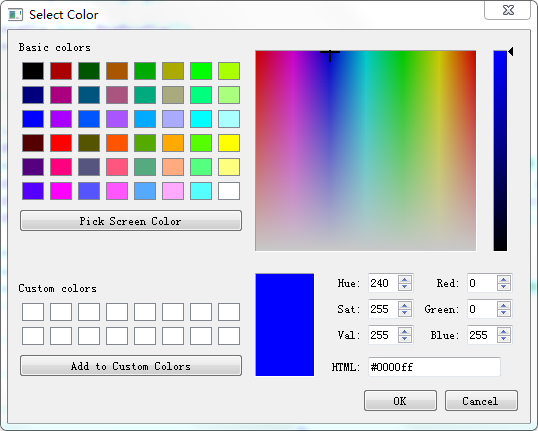 Select Color
Basic colors
Pick Screen Color
Custom colors
Add to Custom Colors
Hue: 240 Red: 0
Sat: 255 Green: 0
Val: 255 Blue: 255
HTML: #0000ff
OK Cancel